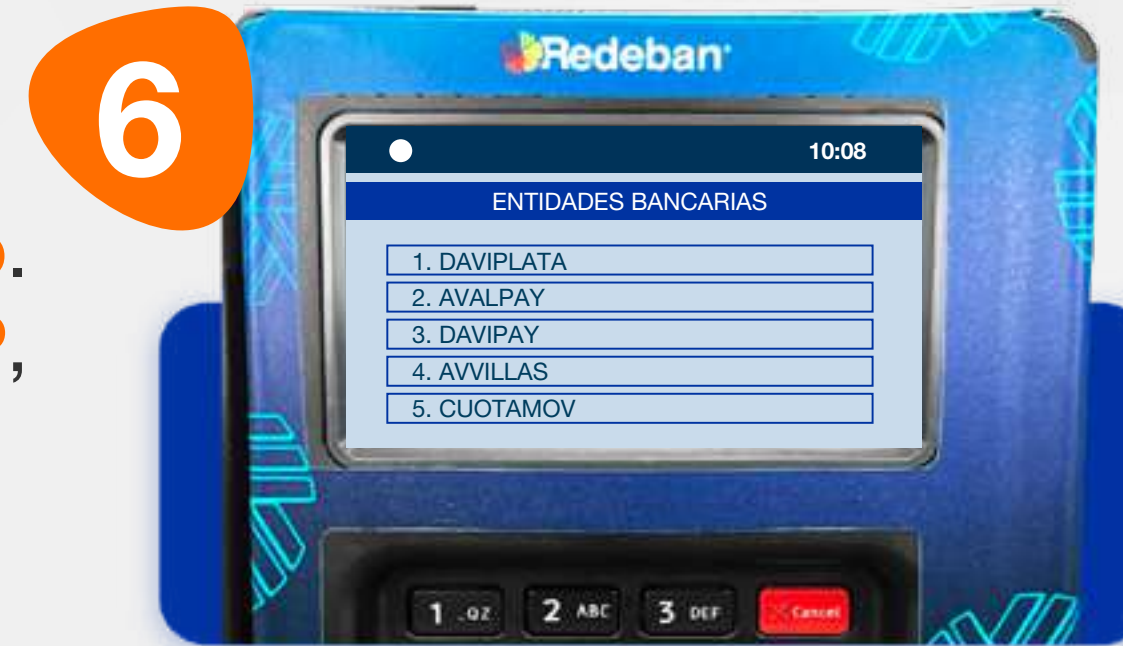 6
Redeban
10:08
ENTIDADES BANCARIAS
1. DAVIPLATA
2. AVALPAY
3. DAVIPAY
4. AVVILLAS
5. CUOTAMOV
.
,
1 .QZ 2 ABC 3 DEF Cancel